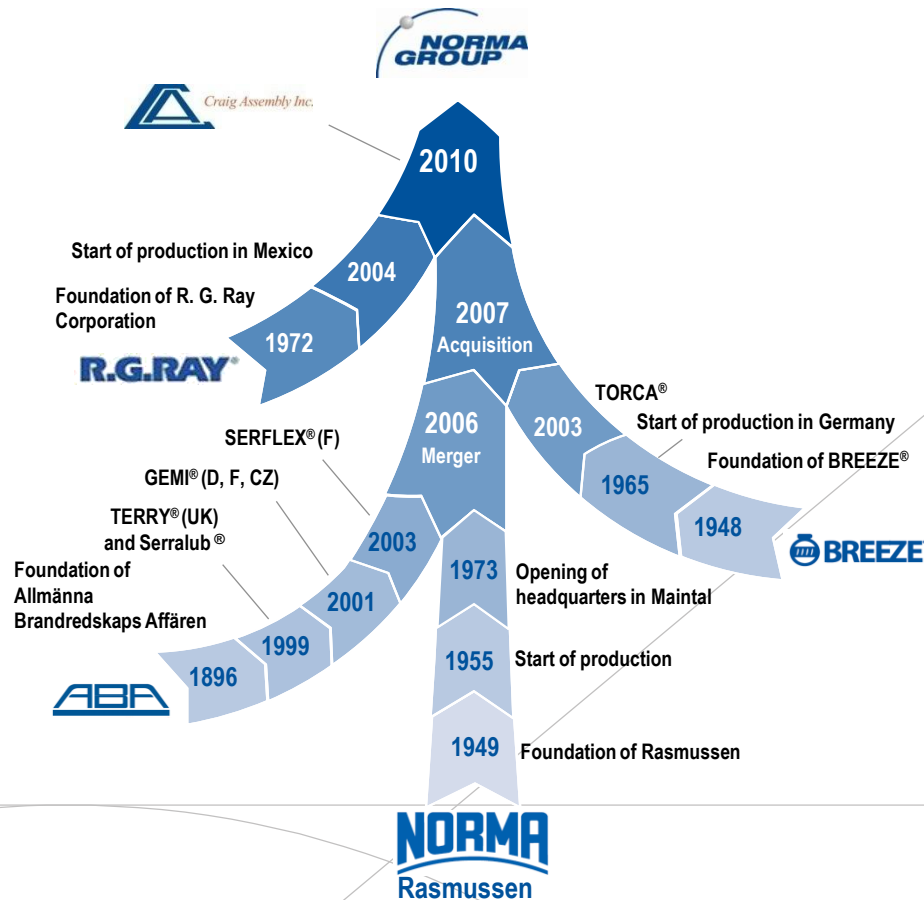 NORMA
GROUP
Craig Assembly Inc.
2010
Start of production in Mexico
2004
Foundation of R. G. Ray
Corporation
1972
R.G.RAY®
2007
Acquisition
TORCA®
2003
Start of production in Germany
1965
Foundation of BREEZE®
1948
BREEZE
2006
Merger
SERFLEX® (F)
2003
GEMI® (D, F, CZ)
2001
TERRY® (UK)
and Serralub ®
1999
Foundation of
Allmänna
Brandredskaps Affären
1896
ABA
1973
Opening of
headquarters in Maintal
1955
Start of production
1949
Foundation of Rasmussen
NORMA
Rasmussen